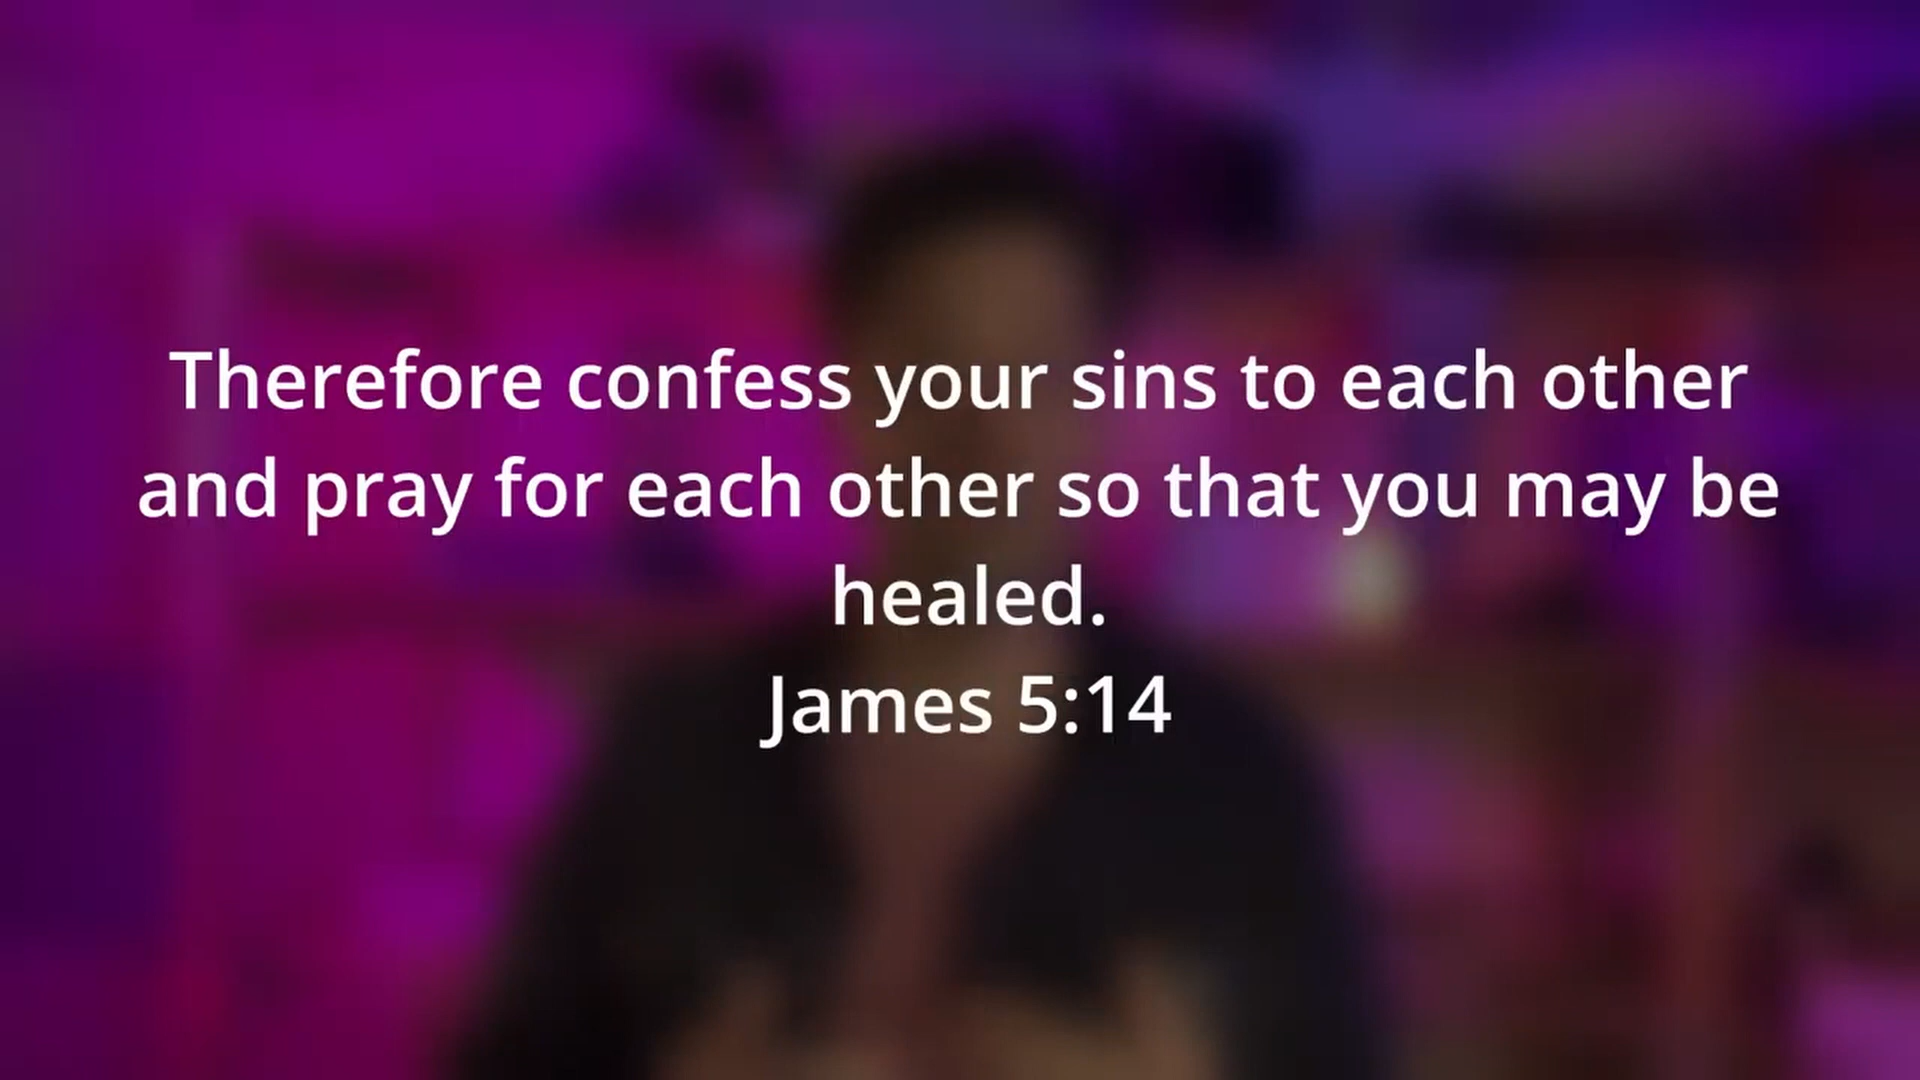 Therefore confess your sins to each other
and pray for each other so that you may be
healed.
James 5:14